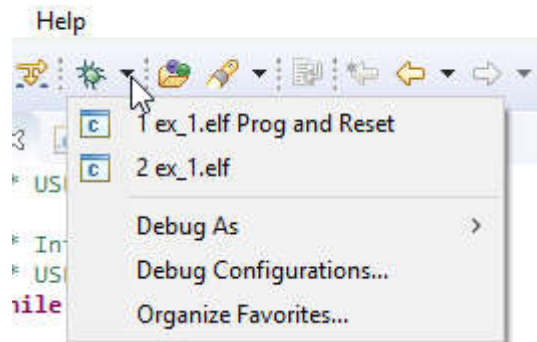 Help
1 ex_1.elf Prog and Reset
2 ex_1.elf
* US
Debug As
* In
Debug Configurations...
* US
Organize Favorites...